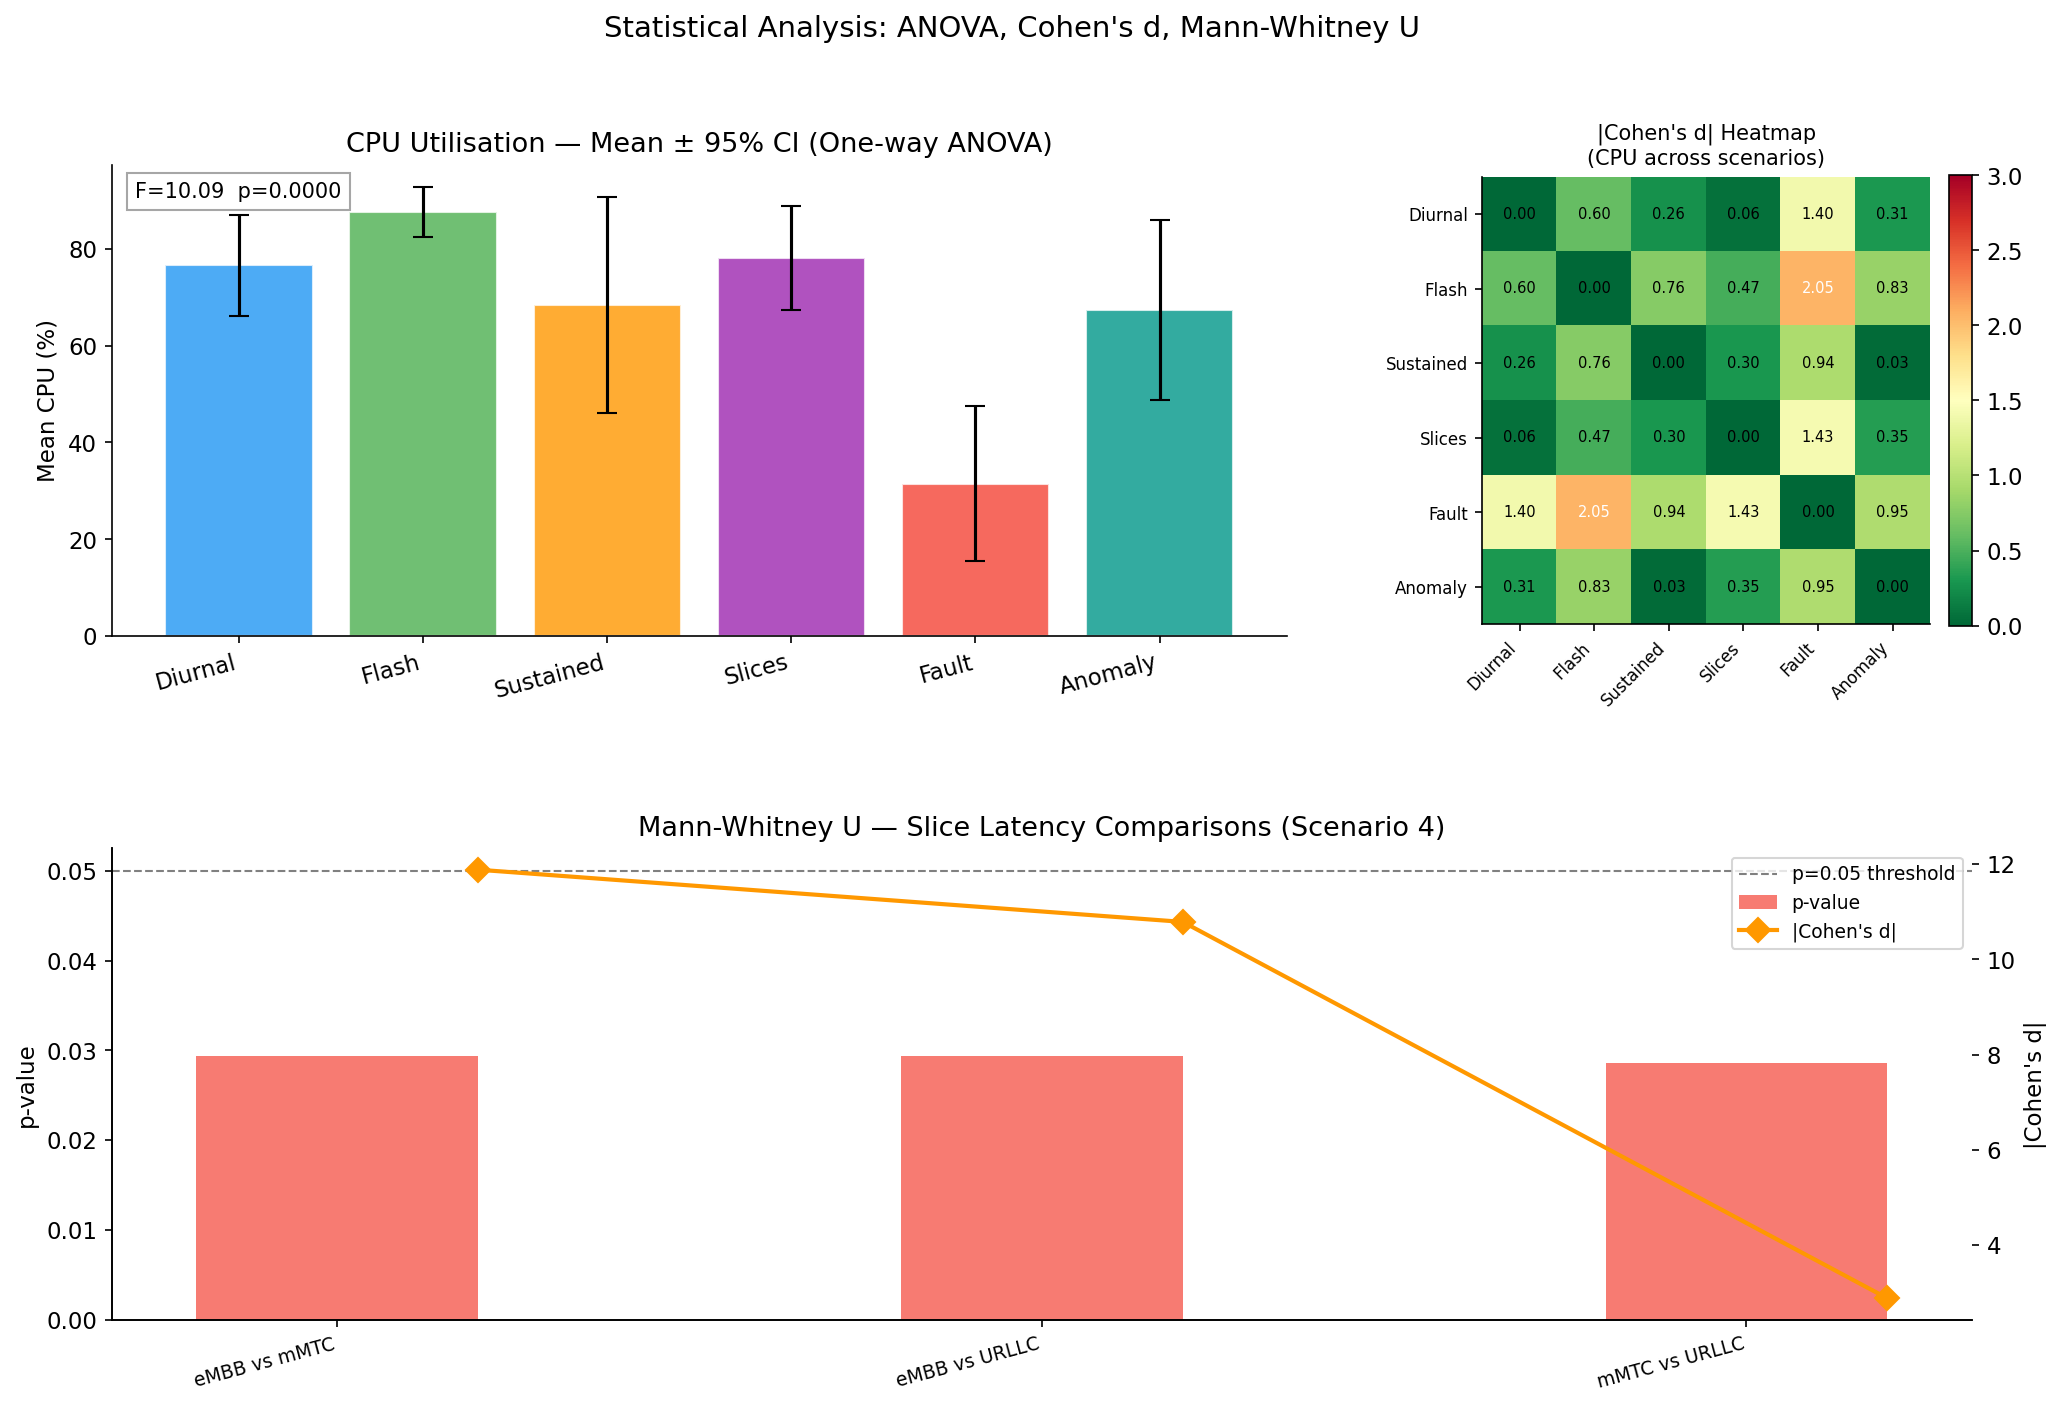 Statistical Analysis: ANOVA, Cohen's d, Mann-Whitney U
CPU Utilisation — Mean ± 95% CI (One-way ANOVA)
F=10.09  p=0.0000
Mean CPU (%)
80
60
40
20
0
Diurnal
Flash
Sustained
Slices
Fault
Anomaly
|Cohen's d| Heatmap
(CPU across scenarios)
Diurnal 0.00 0.60 0.26 0.06 1.40 0.31
Flash 0.60 0.00 0.76 0.47 2.05 0.83
Sustained 0.26 0.76 0.00 0.30 0.94 0.03
Slices 0.06 0.47 0.30 0.00 1.43 0.35
Fault 1.40 2.05 0.94 1.43 0.00 0.95
Anomaly 0.31 0.83 0.03 0.35 0.95 0.00
Diurnal
Flash
Sustained
Slices
Fault
Anomaly
3.0
2.5
2.0
1.5
1.0
0.5
0.0
Mann-Whitney U — Slice Latency Comparisons (Scenario 4)
p-value
0.05
0.04
0.03
0.02
0.01
0.00
eMBB vs mMTC
eMBB vs URLLC
mMTC vs URLLC
p=0.05 threshold
p-value
|Cohen's d|
12
10
8
6
4
|Cohen's d|